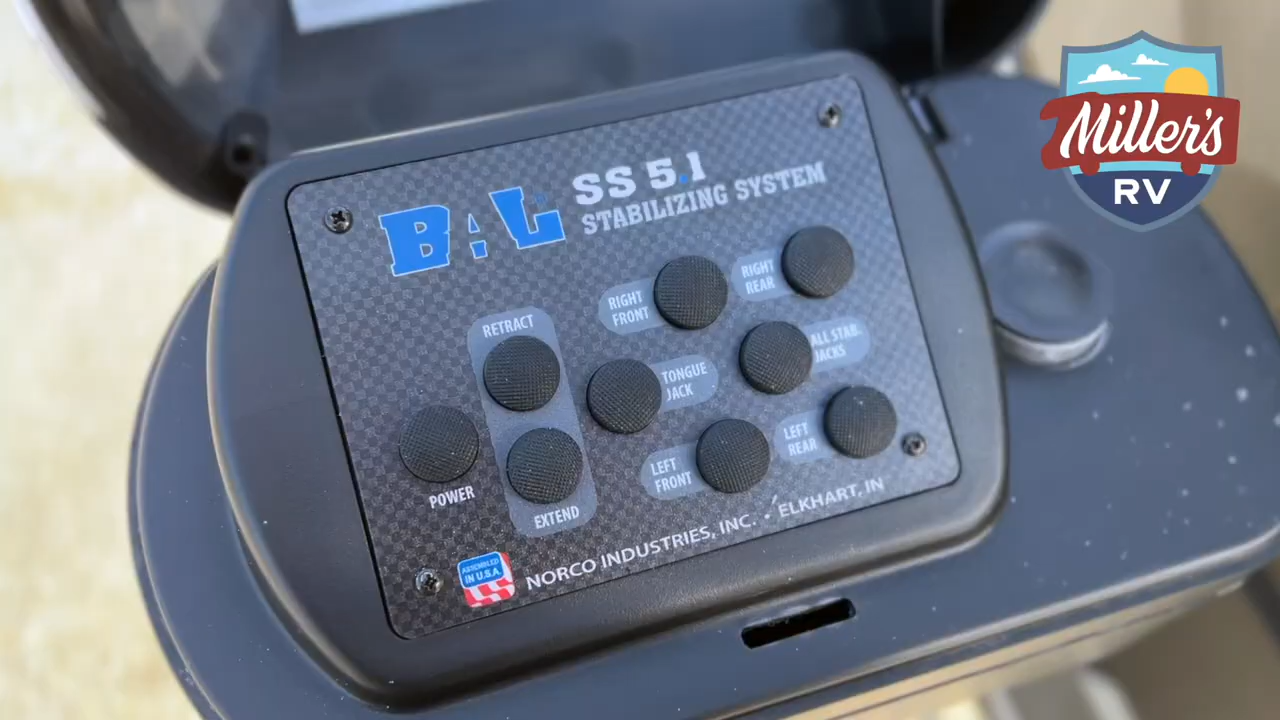 Miller's
RV
BAL
SS 5.1
STABILIZING SYSTEM
RIGHT
REAR
RIGHT
FRONT
RETRACT
ALL STAB.
JACKS
TONGUE
JACK
LEFT
REAR
LEFT
FRONT
POWER
EXTEND
ASSEMBLED
IN U.S.A.
NORCO INDUSTRIES, INC. · ELKHART, IN